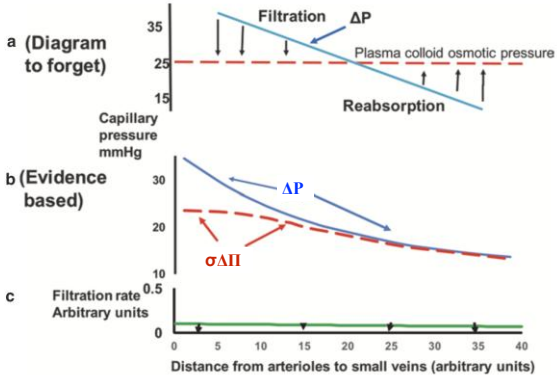 a (Diagram
to forget)
35
25
15
Filtration
ΔP
Plasma colloid osmotic pressure
Reabsorption
Capillary
pressure
mmHg
b (Evidence
based)
30
20
10
ΔP
σΔΠ
c Filtration rate
Arbitrary units
0.5
0
0 5 10 15 20 25 30 35 40
Distance from arterioles to small veins (arbitrary units)